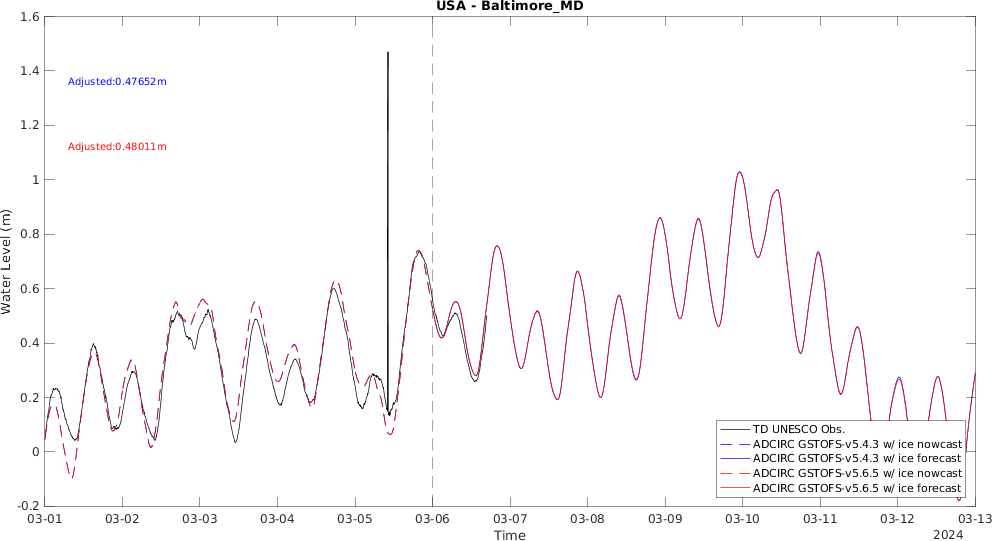 USA - Baltimore_MD
1.6
1.4
1.2
1
0.8
0.6
0.4
0.2
0
-0.2
Water Level (m)
Adjusted:0.47652m
Adjusted:0.48011m
TD UNESCO Obs.
ADCIRC GSTOFS-v5.4.3 w/ ice nowcast
ADCIRC GSTOFS-v5.4.3 w/ ice forecast
ADCIRC GSTOFS-v5.6.5 w/ ice nowcast
ADCIRC GSTOFS-v5.6.5 w/ ice forecast
03-01 03-02 03-03 03-04 03-05 03-06 03-07 03-08 03-09 03-10 03-11 03-12 03-13
Time
2024